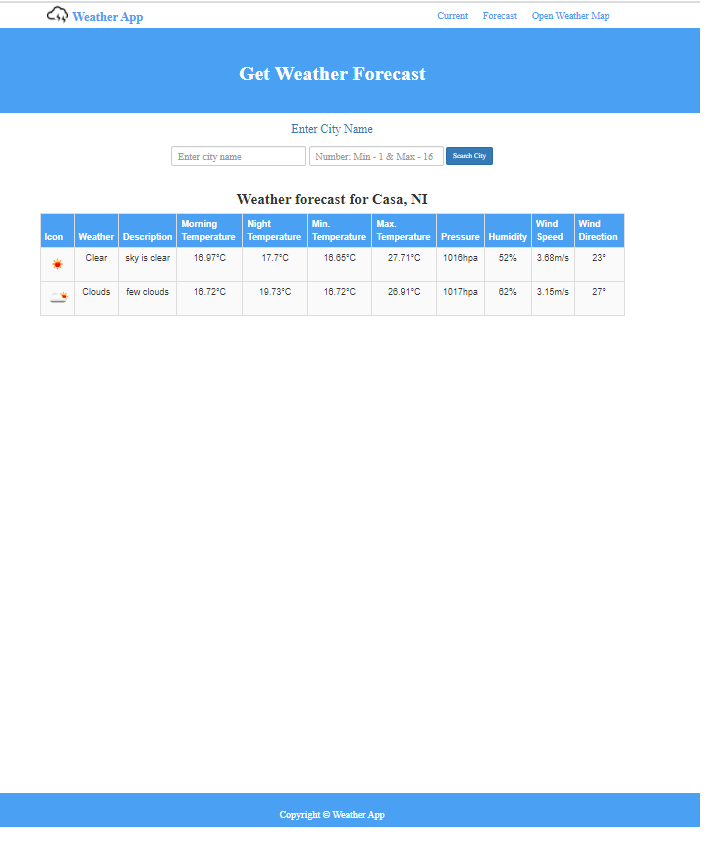 Weather App
Current Forecast Open Weather Map
Get Weather Forecast
Enter City Name
Enter city name
Number: Min - 1 & Max - 16
Search City
Weather forecast for Casa, NI
Icon Weather Description Morning Temperature Night Temperature Min. Temperature Max. Temperature Pressure Humidity Wind Speed Wind Direction
Clear sky is clear 16.97°C 17.7°C 16.65°C 27.71°C 1016hpa 52% 3.68m/s 23°
Clouds few clouds 16.72°C 19.73°C 16.72°C 26.91°C 1017hpa 62% 3.15m/s 27°
Copyright © Weather App